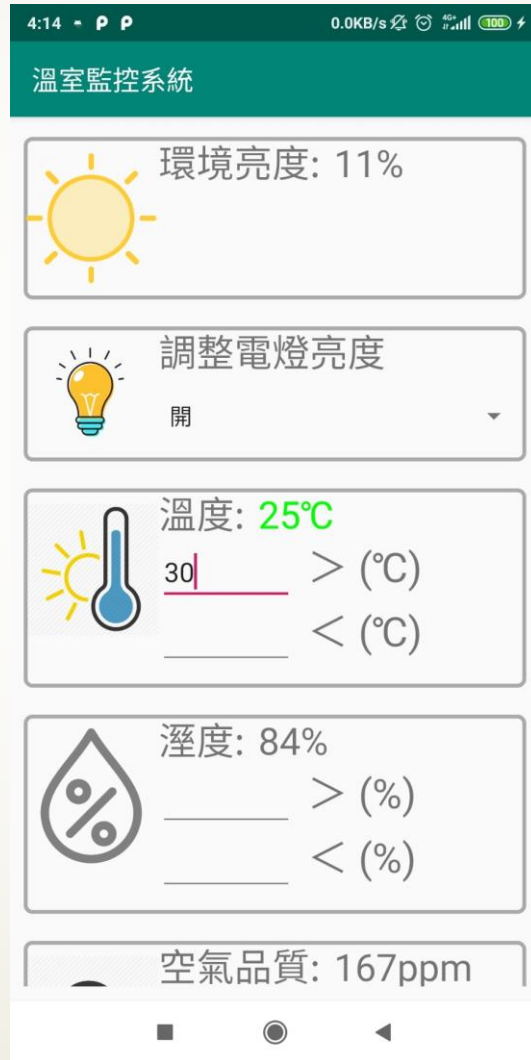 4:14
0.0KB/s 4G+ 100
溫室監控系統
環境亮度: 11%
調整電燈亮度
開
溫度: 25℃
30 > (℃)
< (℃)
溼度: 84%
> (%)
%
< (%)
空氣品質: 167ppm